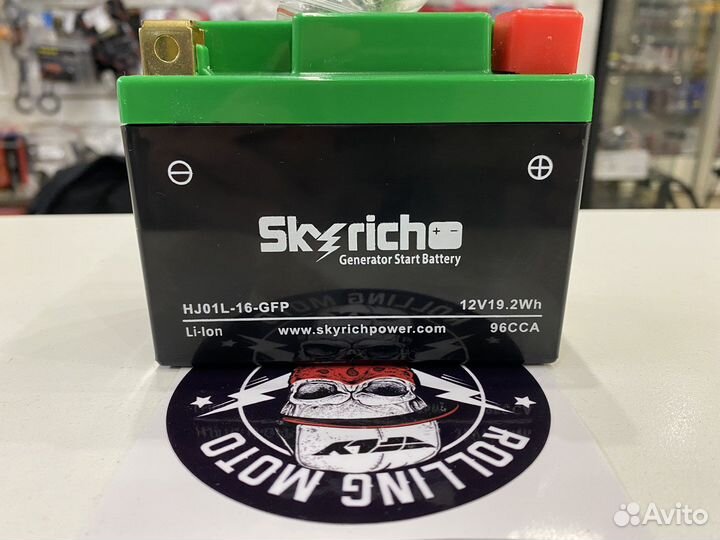 Skyrich
Generator Start Battery
HJ01L-16-GFP 12V19.2Wh
Li-Ion www.skyrichpower.com 96CCA
ROLLING MOTO
Avito